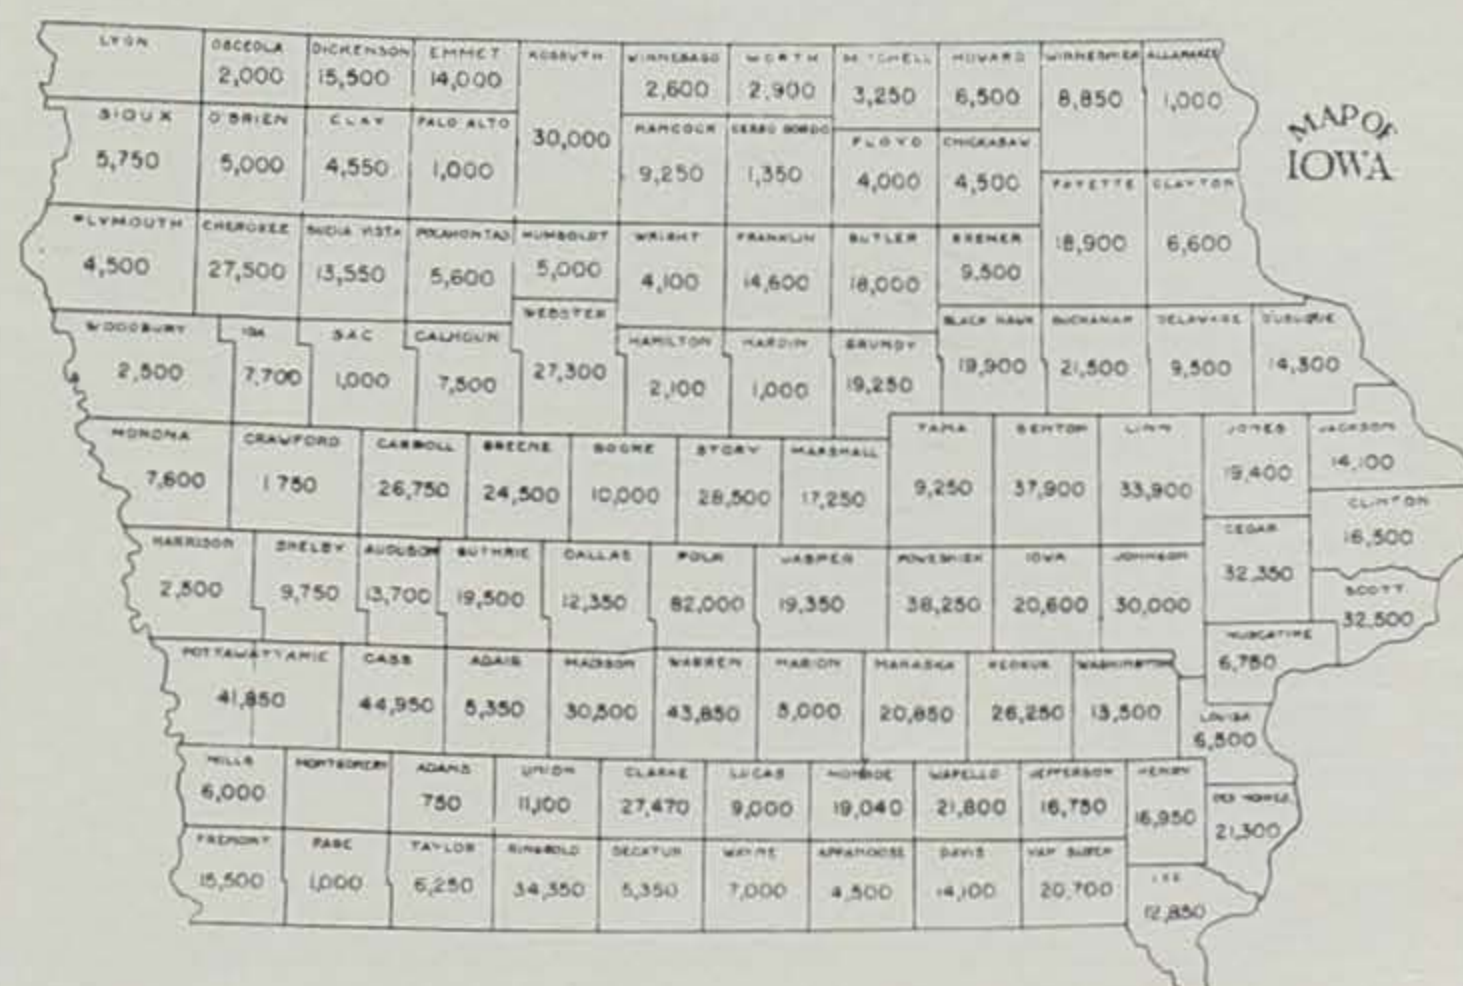 LYON OSCEOLA DICKENSON EMMET KOSSUTH WINNEBAGO WORTH MITCHELL HOWARD WINNESHIEK ALLAMAKEE
2,000 15,500 14,000 30,000 2,600 2,900 3,250 6,500 8,850 1,000
MAP OF
IOWA
SIOUX O'BRIEN CLAY PALO ALTO HANCOCK CERRO GORDO FLOYD CHICKASAW FAYETTE CLAYTON
5,750 5,000 4,550 1,000 9,250 1,350 4,000 4,500 18,900 6,600
PLYMOUTH CHEROKEE BUENA VISTA POCAHONTAS HUMBOLDT WRIGHT FRANKLIN BUTLER BREMER
4,500 27,500 13,550 5,600 5,000 4,100 14,600 18,000 9,500
WOODBURY IDA SAC CALHOUN WEBSTER HAMILTON HARDIN GRUNDY BLACK HAWK BUCHANAN DELAWARE DUBUQUE
2,500 7,700 1,000 7,500 27,300 2,100 1,000 19,250 19,900 21,500 9,500 14,300
MONONA CRAWFORD CARROLL GREENE BOONE STORY MARSHALL TAMA BENTON LINN JONES JACKSON
7,600 1 750 26,750 24,500 10,000 28,500 17,250 9,250 37,900 33,900 19,400 14,100
CLINTON
16,500
HARRISON SHELBY AUDUBON GUTHRIE DALLAS POLK JASPER POWESHIEK IOWA JOHNSON CEDAR SCOTT
2,500 9,750 13,700 19,500 12,350 82,000 19,350 38,250 20,600 30,000 32,350 32,500
POTTAWATTAMIE CASS ADAIR MADISON WARREN MARION MAHASKA KEOKUK WASHINGTON MUSCATINE
41,850 44,950 5,350 30,500 43,850 5,000 20,850 26,250 13,500 6,750
LOUISA
6,500
MILLS MONTGOMERY ADAMS UNION CLARKE LUCAS MONROE WAPELLO JEFFERSON HENRY DES MOINES
6,000 750 11,100 27,470 9,000 19,040 21,800 16,750 16,950 21,300
FREMONT PAGE TAYLOR RINGGOLD DECATUR WAYNE APPANOOSE DAVIS VAN BUREN LEE
15,500 1,000 6,250 34,350 5,350 7,000 4,500 14,100 20,700 12,850